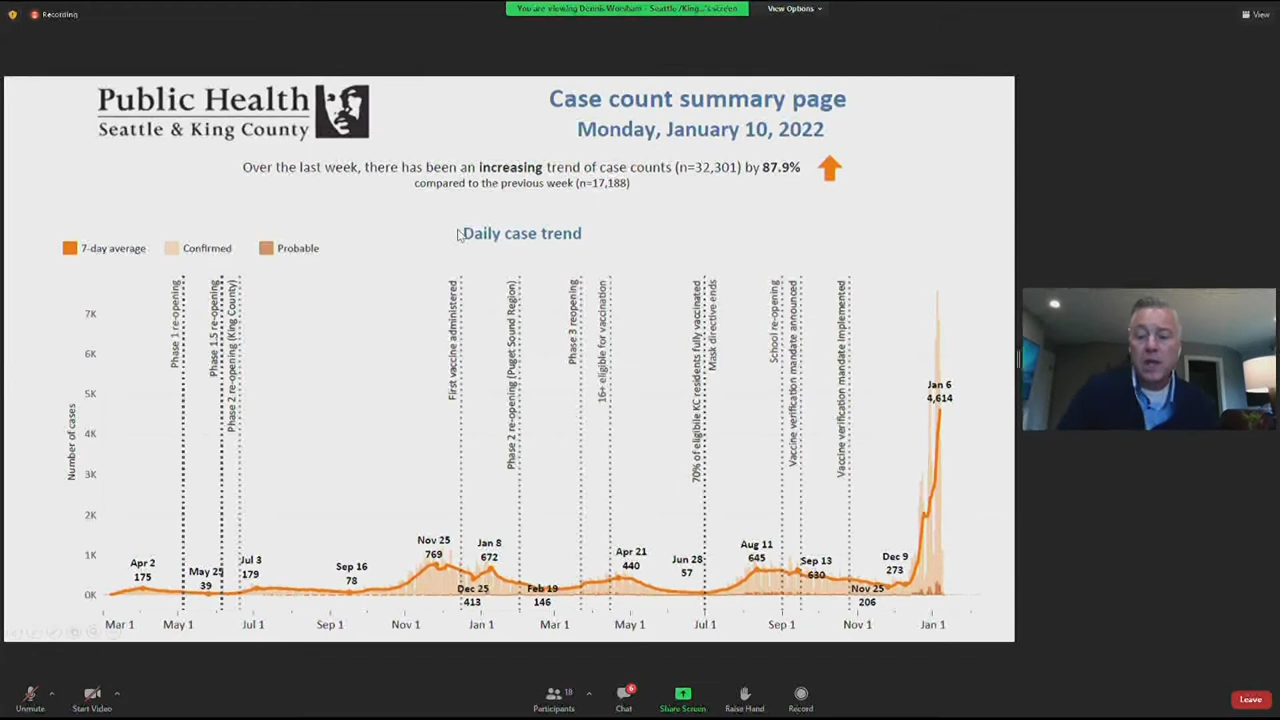 Recording
You are viewing Dennis Worsham - Seattle /King...'s screen
View Options
View
Public Health
Seattle & King County
Case count summary page
Monday, January 10, 2022
Over the last week, there has been an increasing trend of case counts (n=32,301) by 87.9%
compared to the previous week (n=17,188)
Daily case trend
7-day average
Confirmed
Probable
Phase 1 re-opening
Phase 1.5 re-opening
Phase 2 re-opening (King County)
First vaccine administered
Phase 2 re-opening (Puget Sound Region)
Phase 3 reopening
16+ eligible for vaccination
70% of eligibile KC residents fully vaccinated
Mask directive ends
School re-opening
Vaccine verification mandate announced
Vaccine verification mandate implemented
Number of cases
7K
6K
5K
4K
3K
2K
1K
0K
Apr 2
175
May 25
39
Jul 3
179
Sep 16
78
Nov 25
769
Dec 25
413
Jan 8
672
Feb 19
146
Apr 21
440
Jun 28
57
Aug 11
645
Sep 13
630
Nov 25
206
Dec 9
273
Jan 6
4,614
Mar 1
May 1
Jul 1
Sep 1
Nov 1
Jan 1
Mar 1
May 1
Jul 1
Sep 1
Nov 1
Jan 1
Unmute
Start Video
18
Participants
6
Chat
Share Screen
Raise Hand
Record
Leave